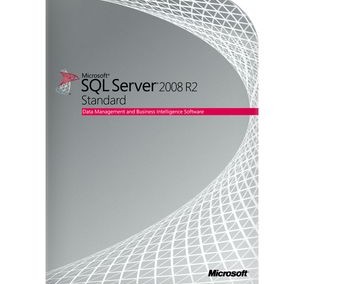 Microsoft®
SQL Server® 2008 R2
Standard
Data Management and Business Intelligence Software
Microsoft®